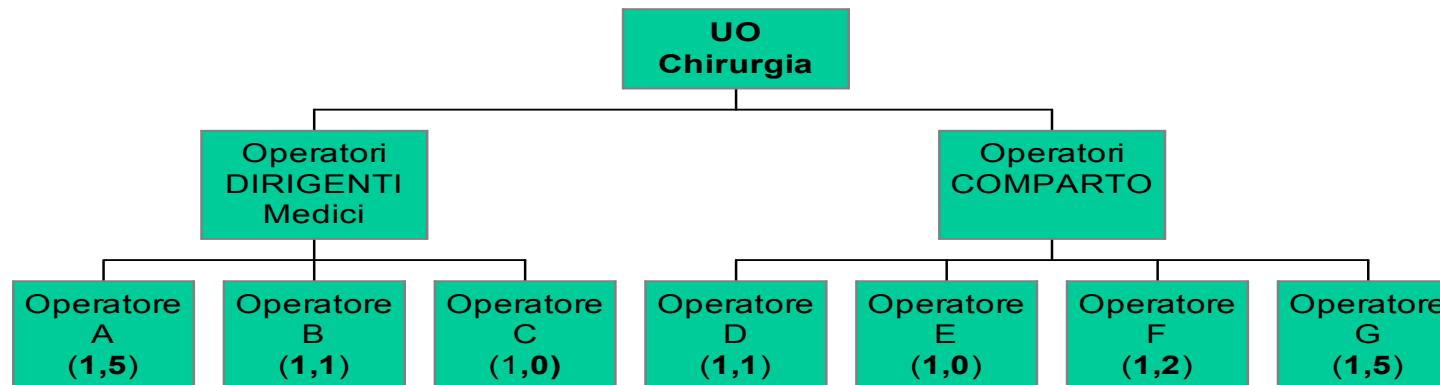 UO
Chirurgia
Operatori
DIRIGENTI
Medici
Operatori
COMPARTO
Operatore
A
(1,5)
Operatore
B
(1,1)
Operatore
C
(1,0)
Operatore
D
(1,1)
Operatore
E
(1,0)
Operatore
F
(1,2)
Operatore
G
(1,5)